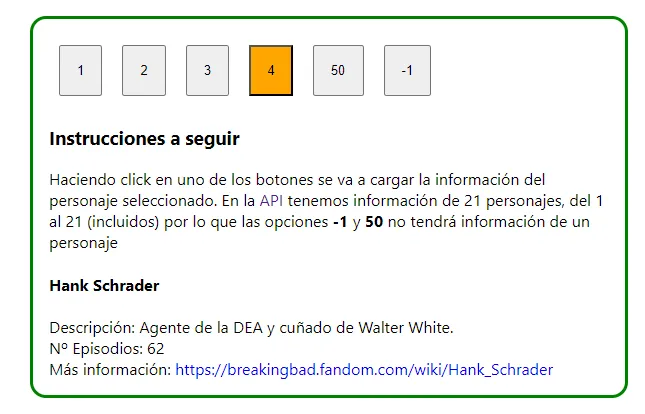 1 2 3 4 50 -1
Instrucciones a seguir
Haciendo click en uno de los botones se va a cargar la información del
personaje seleccionado. En la API tenemos información de 21 personajes, del 1
al 21 (incluidos) por lo que las opciones -1 y 50 no tendrá información de un
personaje
Hank Schrader
Descripción: Agente de la DEA y cuñado de Walter White.
Nº Episodios: 62
Más información: https://breakingbad.fandom.com/wiki/Hank_Schrader